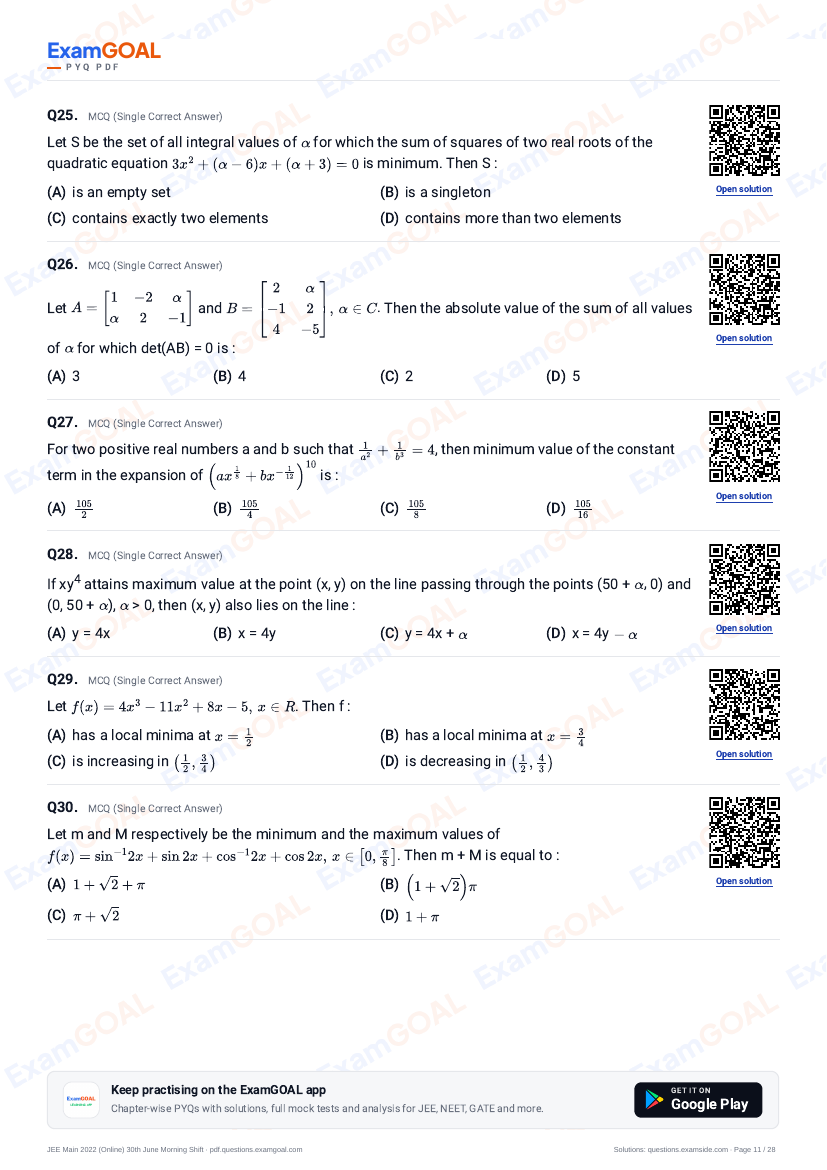 ExamGOAL
PYQ PDF
Q25. MCQ (Single Correct Answer)
Let S be the set of all integral values of α for which the sum of squares of two real roots of the
quadratic equation 3x² + (α − 6)x + (α + 3) = 0 is minimum. Then S :
(A) is an empty set (B) is a singleton
(C) contains exactly two elements (D) contains more than two elements
Open solution
Q26. MCQ (Single Correct Answer)
Let A = [1 −2 α; α 2 −1] and B = [2 α; −1 2; 4 −5], α ∈ C. Then the absolute value of the sum of all values
of α for which det(AB) = 0 is :
(A) 3 (B) 4 (C) 2 (D) 5
Open solution
Q27. MCQ (Single Correct Answer)
For two positive real numbers a and b such that 1/a² + 1/b³ = 4, then minimum value of the constant
term in the expansion of (ax^(1/8) + bx^(−1/12))^10 is :
(A) 105/2 (B) 105/4 (C) 105/8 (D) 105/16
Open solution
Q28. MCQ (Single Correct Answer)
If xy⁴ attains maximum value at the point (x, y) on the line passing through the points (50 + α, 0) and
(0, 50 + α), α > 0, then (x, y) also lies on the line :
(A) y = 4x (B) x = 4y (C) y = 4x + α (D) x = 4y − α
Open solution
Q29. MCQ (Single Correct Answer)
Let f(x) = 4x³ − 11x² + 8x − 5, x ∈ R. Then f :
(A) has a local minima at x = 1/2 (B) has a local minima at x = 3/4
(C) is increasing in (1/2, 3/4) (D) is decreasing in (1/2, 4/3)
Open solution
Q30. MCQ (Single Correct Answer)
Let m and M respectively be the minimum and the maximum values of
f(x) = sin⁻¹2x + sin 2x + cos⁻¹2x + cos 2x, x ∈ [0, π/8]. Then m + M is equal to :
(A) 1 + √2 + π (B) (1 + √2)π
(C) π + √2 (D) 1 + π
Open solution
Keep practising on the ExamGOAL app
Chapter-wise PYQs with solutions, full mock tests and analysis for JEE, NEET, GATE and more.
GET IT ON
Google Play
JEE Main 2022 (Online) 30th June Morning Shift · pdf.questions.examgoal.com
Solutions: questions.examside.com · Page 11 / 28